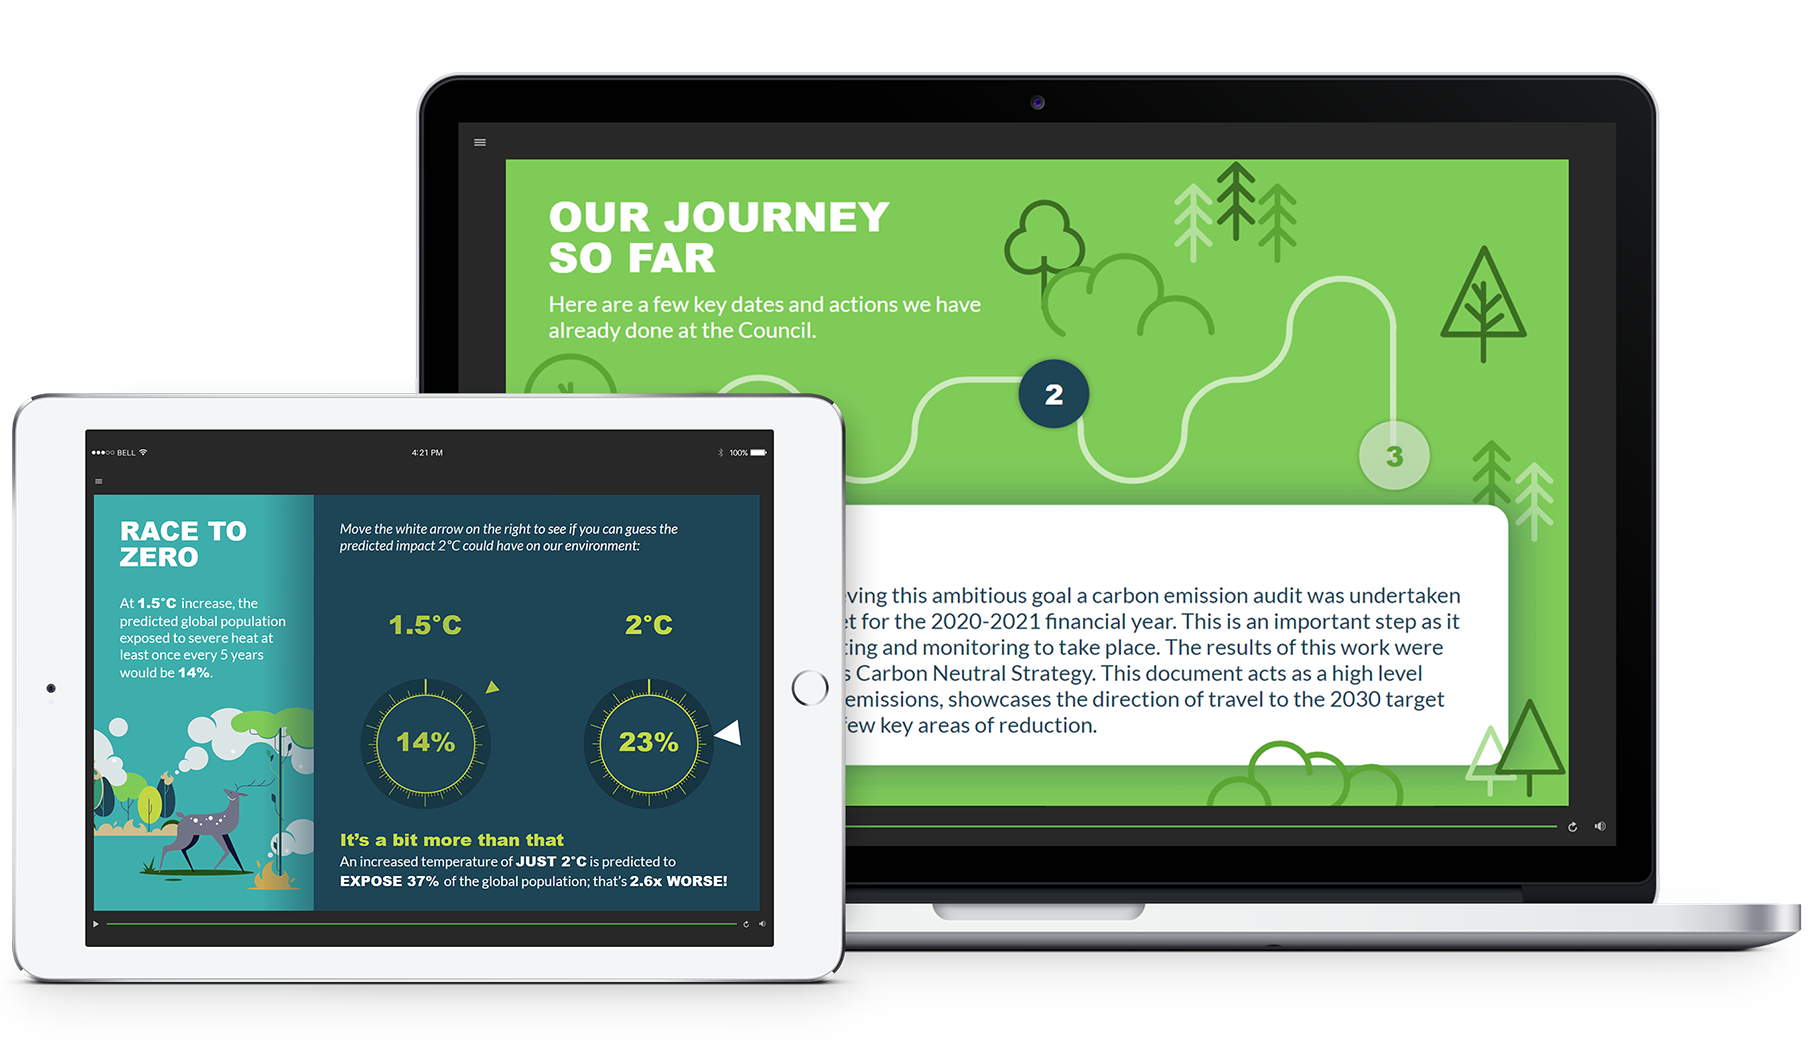 OUR JOURNEY
SO FAR
Here are a few key dates and actions we have
already done at the Council.
2
3
this ambitious goal a carbon emission audit was undertaken
for the 2020-2021 financial year. This is an important step as it
and monitoring to take place. The results of this work were
Carbon Neutral Strategy. This document acts as a high level
emissions, showcases the direction of travel to the 2030 target
few key areas of reduction.
BELL
4:21 PM
100%
RACE TO
ZERO
At 1.5°C increase, the
predicted global population
exposed to severe heat at
least once every 5 years
would be 14%.
Move the white arrow on the right to see if you can guess the
predicted impact 2°C could have on our environment:
1.5°C
2°C
14%
23%
It's a bit more than that
An increased temperature of JUST 2°C is predicted to
EXPOSE 37% of the global population; that's 2.6x WORSE!